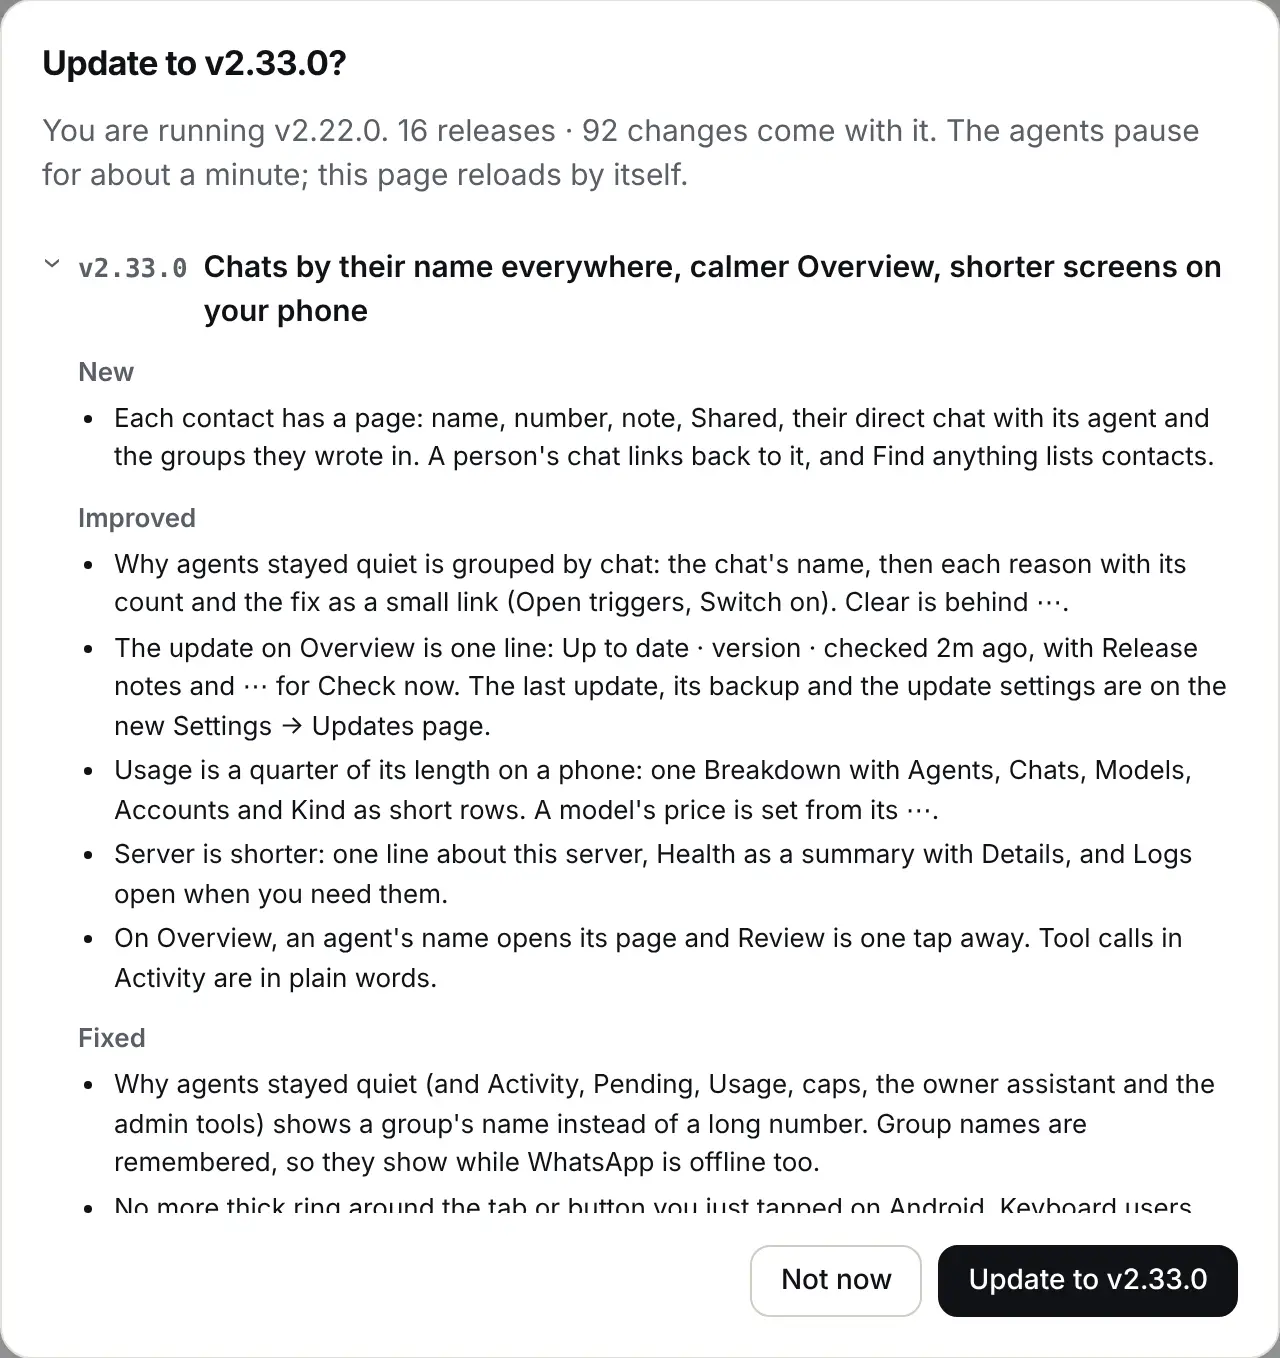 Update to v2.33.0?
You are running v2.22.0. 16 releases · 92 changes come with it. The agents pause
for about a minute; this page reloads by itself.
v2.33.0 Chats by their name everywhere, calmer Overview, shorter screens on
your phone
New
• Each contact has a page: name, number, note, Shared, their direct chat with its agent and
the groups they wrote in. A person's chat links back to it, and Find anything lists contacts.
Improved
• Why agents stayed quiet is grouped by chat: the chat's name, then each reason with its
count and the fix as a small link (Open triggers, Switch on). Clear is behind ⋯.
• The update on Overview is one line: Up to date · version · checked 2m ago, with Release
notes and ⋯ for Check now. The last update, its backup and the update settings are on the
new Settings → Updates page.
• Usage is a quarter of its length on a phone: one Breakdown with Agents, Chats, Models,
Accounts and Kind as short rows. A model's price is set from its ⋯.
• Server is shorter: one line about this server, Health as a summary with Details, and Logs
open when you need them.
• On Overview, an agent's name opens its page and Review is one tap away. Tool calls in
Activity are in plain words.
Fixed
• Why agents stayed quiet (and Activity, Pending, Usage, caps, the owner assistant and the
admin tools) shows a group's name instead of a long number. Group names are
remembered, so they show while WhatsApp is offline too.
• No more thick ring around the tab or button you just tapped on Android. Keyboard users
Not now
Update to v2.33.0